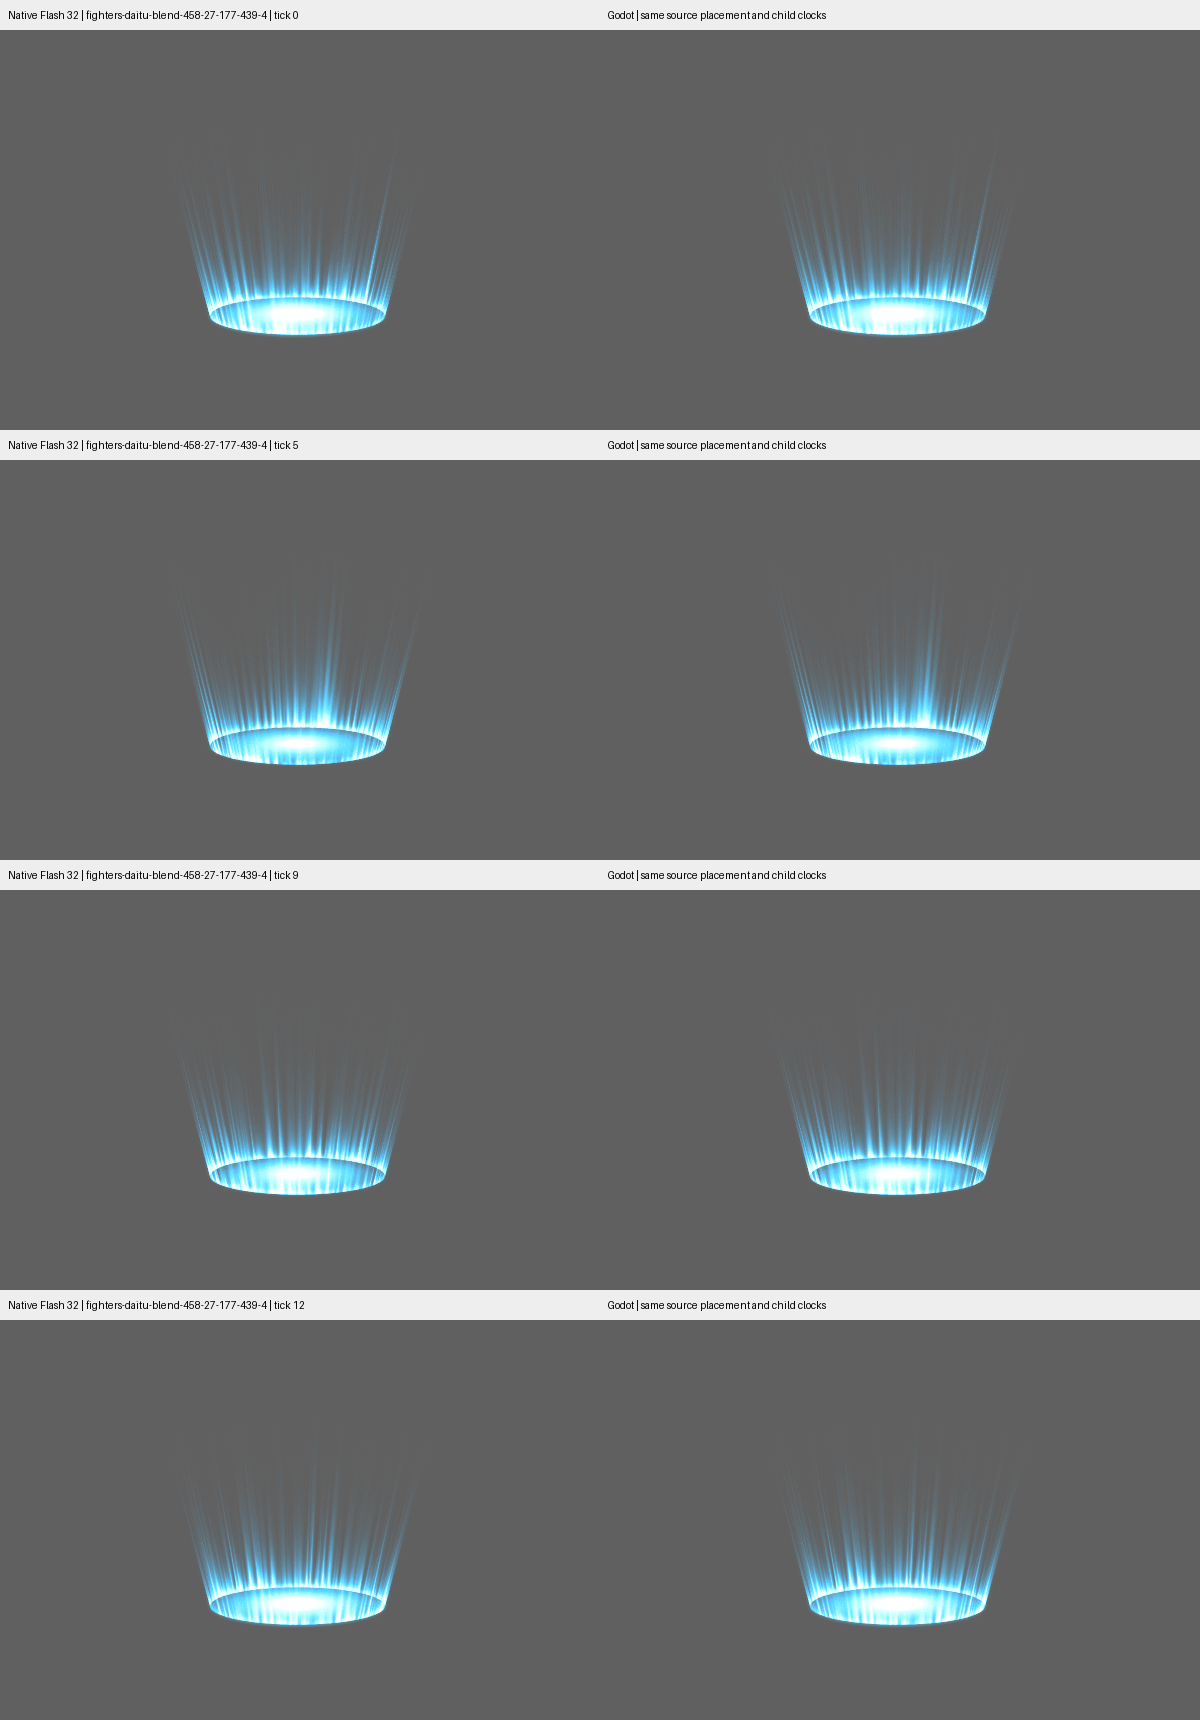 Native Flash 32 | fighters-daitu-blend-458-27-177-439-4 | tick 0
Godot | same source placement and child clocks
Native Flash 32 | fighters-daitu-blend-458-27-177-439-4 | tick 5
Godot | same source placement and child clocks
Native Flash 32 | fighters-daitu-blend-458-27-177-439-4 | tick 9
Godot | same source placement and child clocks
Native Flash 32 | fighters-daitu-blend-458-27-177-439-4 | tick 12
Godot | same source placement and child clocks